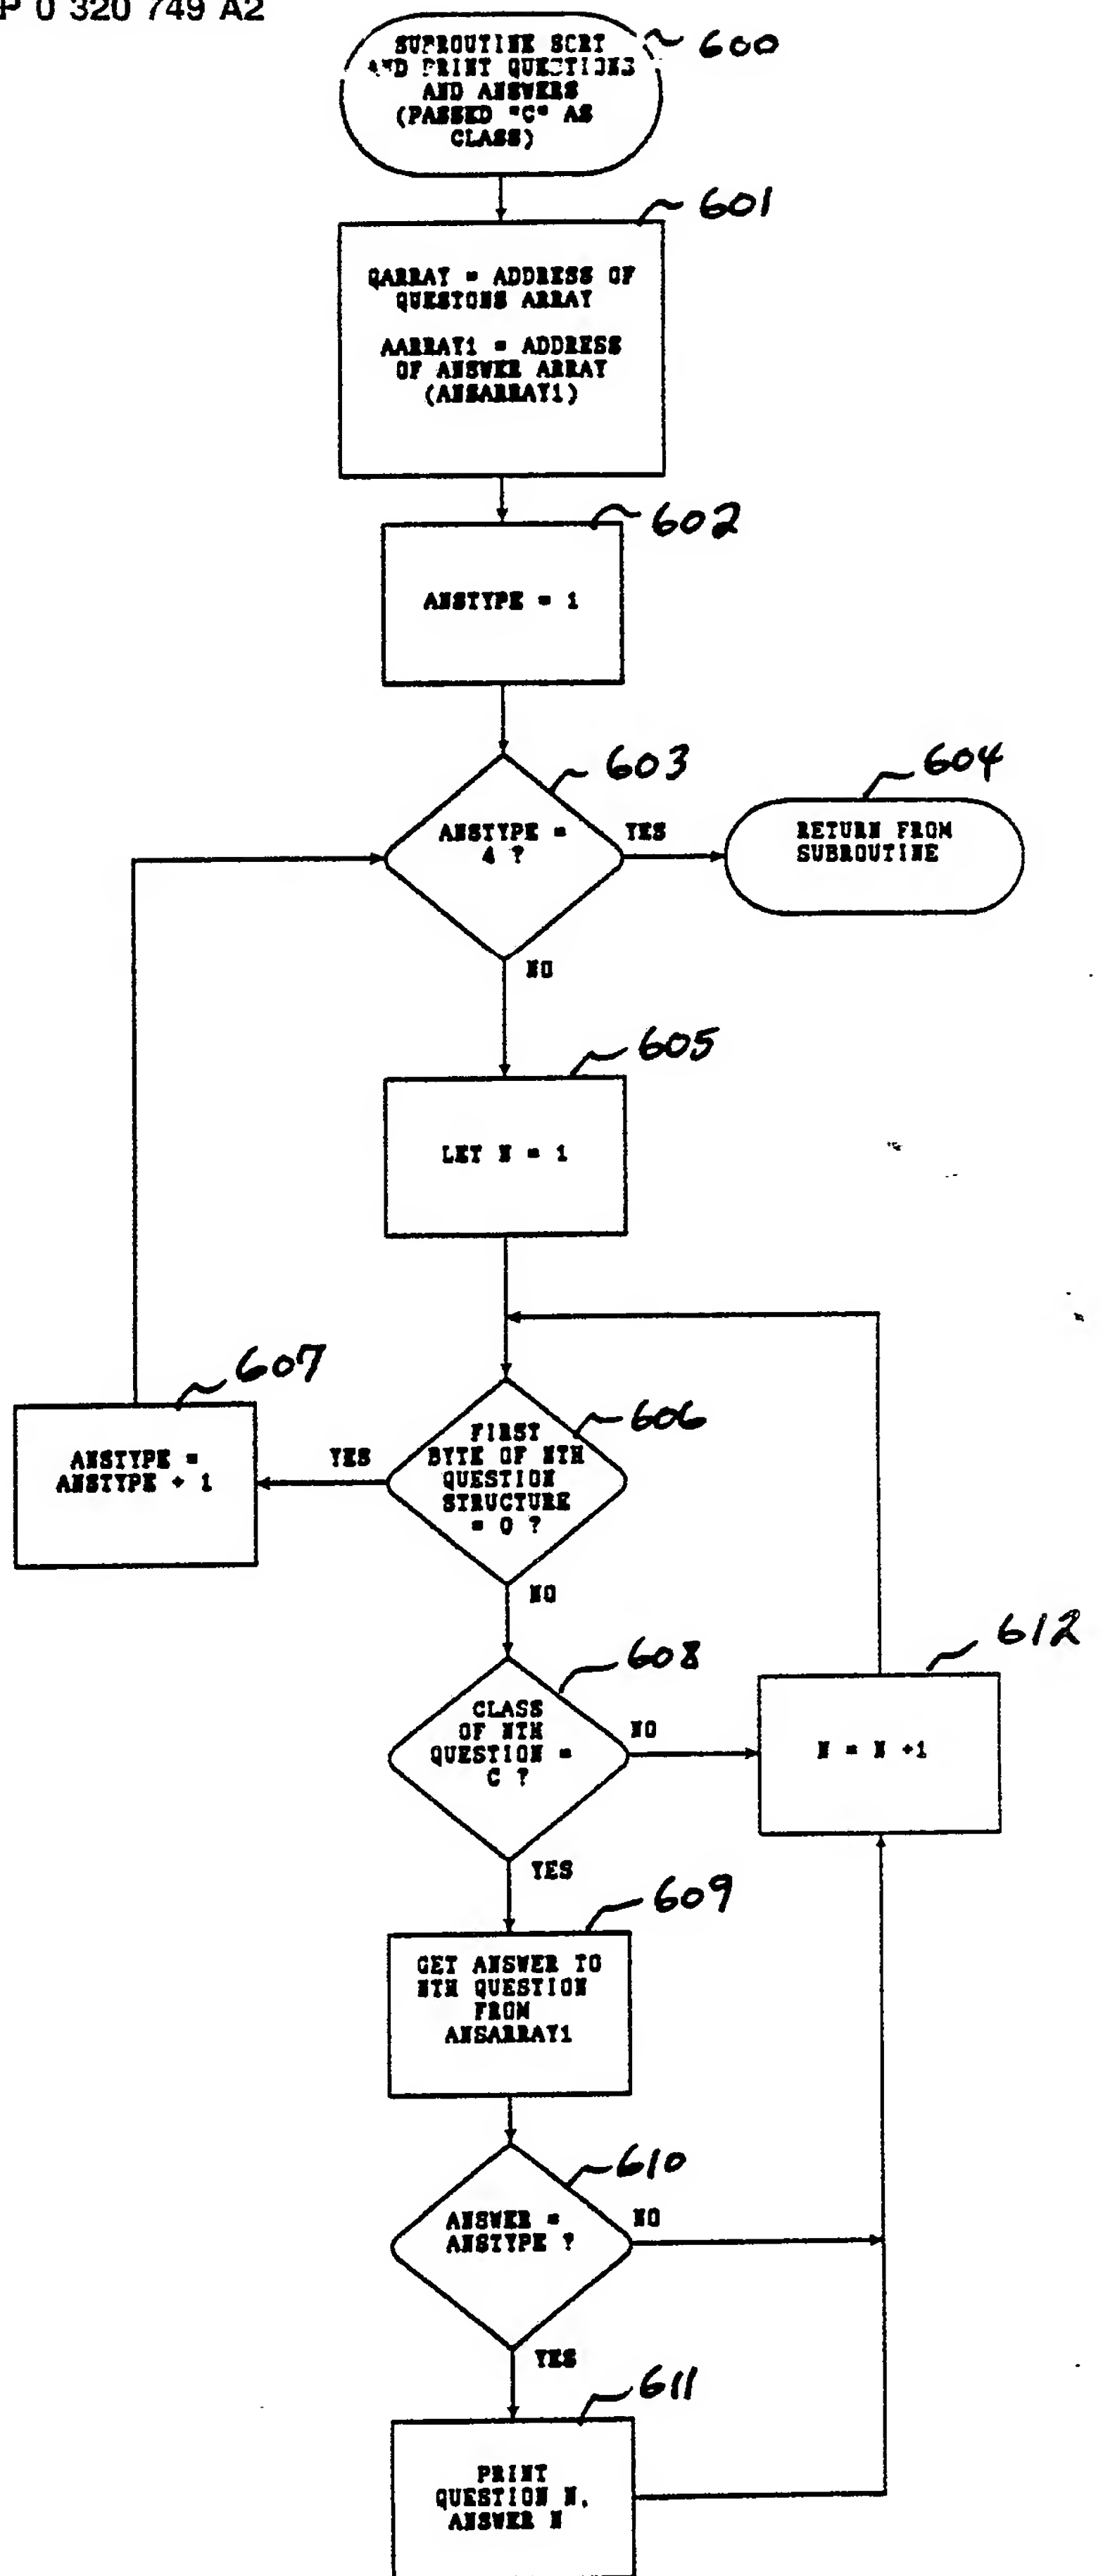 P 0 320 749 A2
SUBROUTINE SORT
AND PRINT QUESTIONS
AND ANSWERS
(PASSED "C" AS
CLASS)
600
601
QARRAY = ADDRESS OF
QUESTONS ARRAY
AARRAY1 = ADDRESS
OF ANSWER ARRAY
(ANSARRAY1)
602
ANSTYPE = 1
603
ANSTYPE =
4 ?
YES
604
RETURN FROM
SUBROUTINE
NO
605
LET N = 1
607
ANSTYPE =
ANSTYPE + 1
YES
606
FIRST
BYTE OF NTH
QUESTION
STRUCTURE
= 0 ?
NO
608
CLASS
OF NTH
QUESTION =
C ?
NO
612
N = N +1
YES
609
GET ANSWER TO
NTH QUESTION
FROM
ANSARRAY1
610
ANSWER =
ANSTYPE ?
NO
YES
611
PRINT
QUESTION N,
ANSWER N